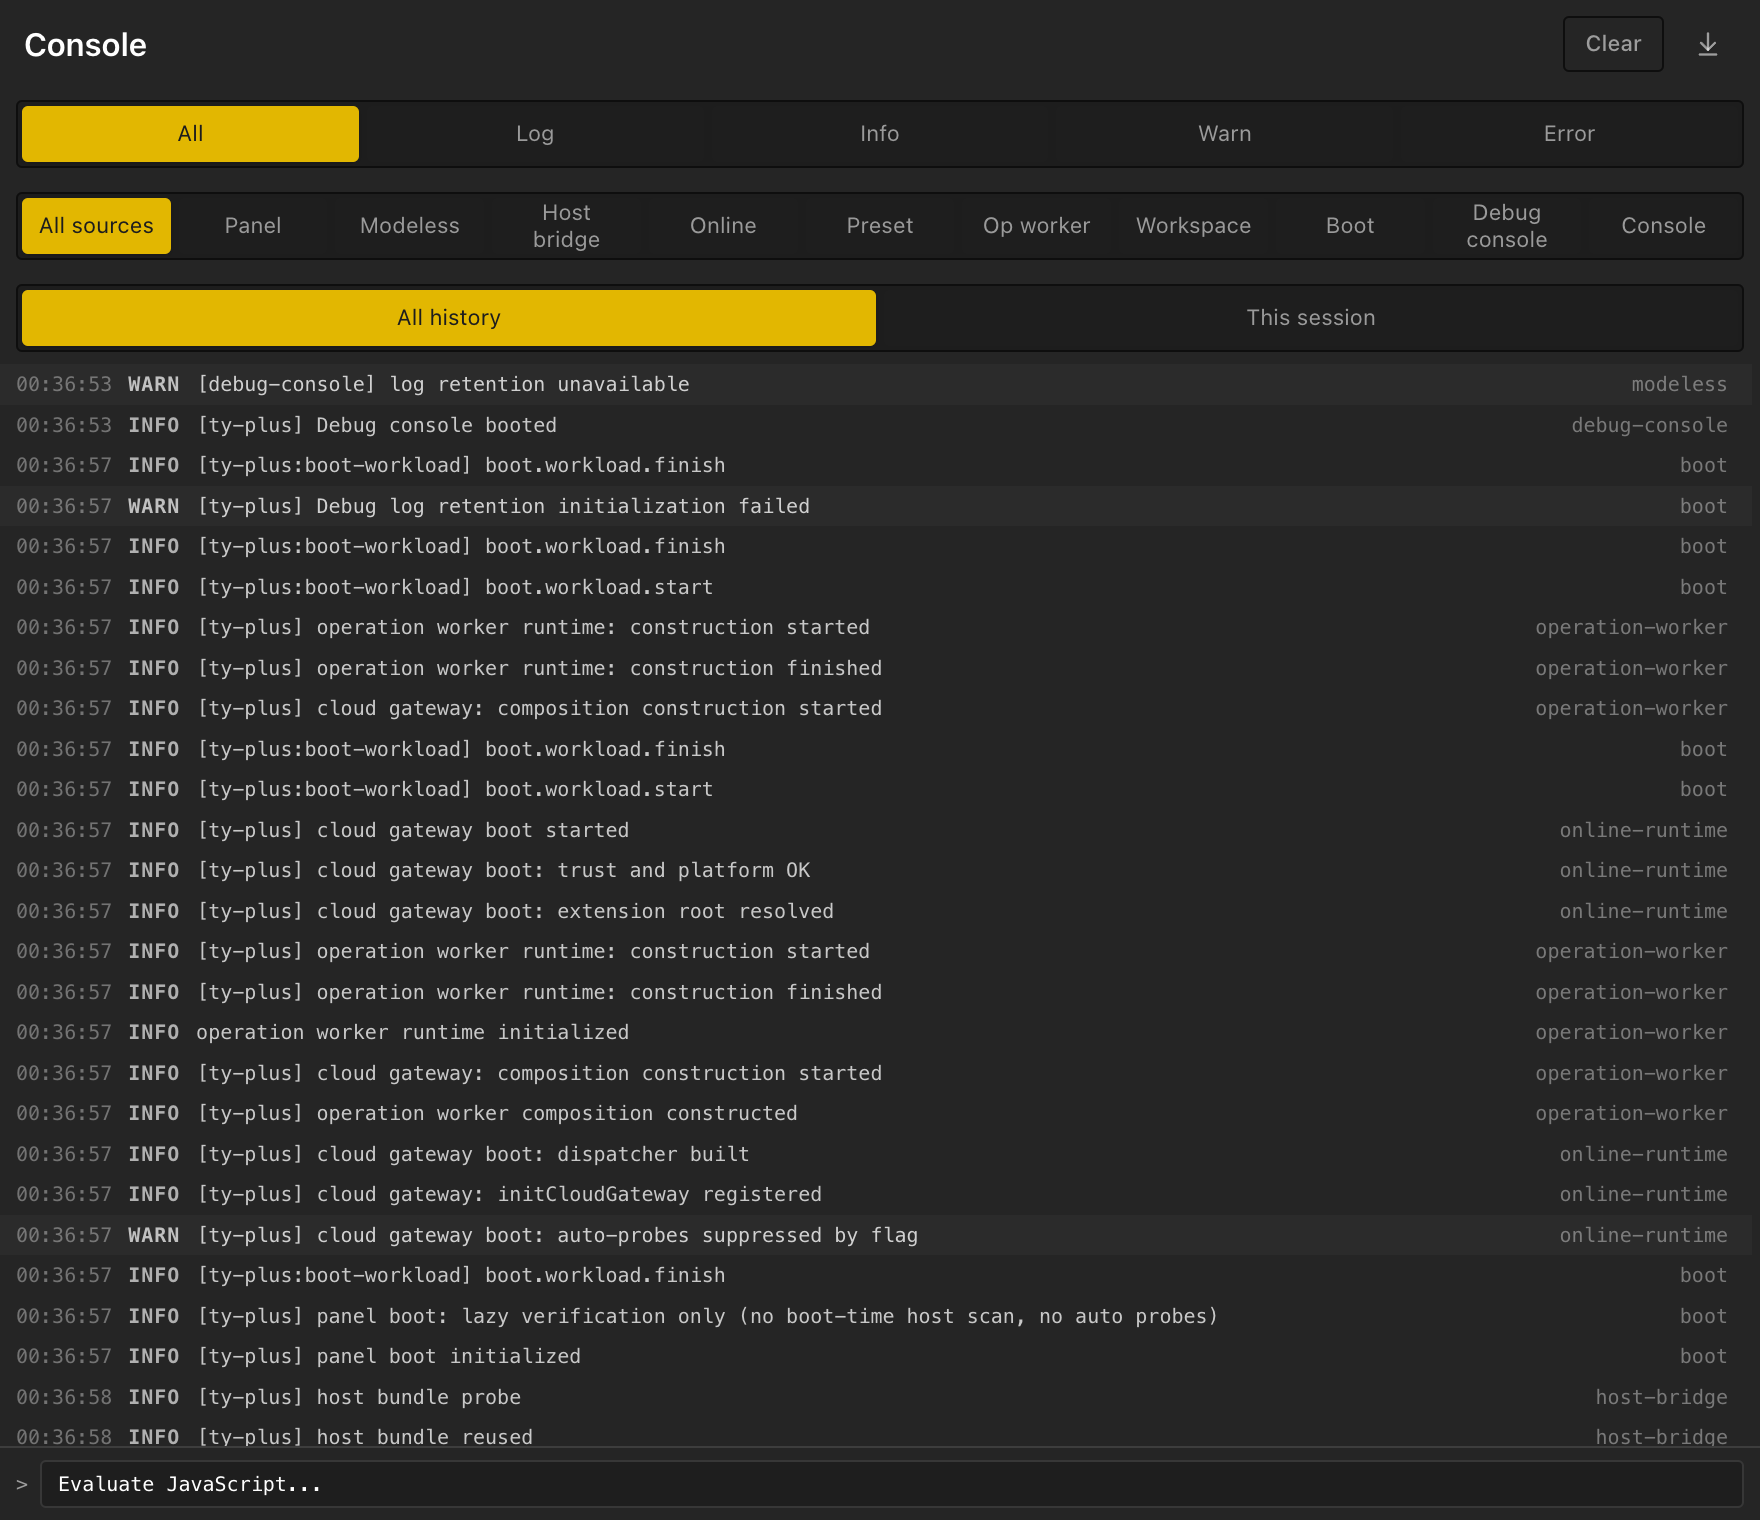 Console
Clear
All Log Info Warn Error
All sources Panel Modeless Host bridge Online Preset Op worker Workspace Boot Debug console Console
All history This session
00:36:53 WARN [debug-console] log retention unavailable modeless
00:36:53 INFO [ty-plus] Debug console booted debug-console
00:36:57 INFO [ty-plus:boot-workload] boot.workload.finish boot
00:36:57 WARN [ty-plus] Debug log retention initialization failed boot
00:36:57 INFO [ty-plus:boot-workload] boot.workload.finish boot
00:36:57 INFO [ty-plus:boot-workload] boot.workload.start boot
00:36:57 INFO [ty-plus] operation worker runtime: construction started operation-worker
00:36:57 INFO [ty-plus] operation worker runtime: construction finished operation-worker
00:36:57 INFO [ty-plus] cloud gateway: composition construction started operation-worker
00:36:57 INFO [ty-plus:boot-workload] boot.workload.finish boot
00:36:57 INFO [ty-plus:boot-workload] boot.workload.start boot
00:36:57 INFO [ty-plus] cloud gateway boot started online-runtime
00:36:57 INFO [ty-plus] cloud gateway boot: trust and platform OK online-runtime
00:36:57 INFO [ty-plus] cloud gateway boot: extension root resolved online-runtime
00:36:57 INFO [ty-plus] operation worker runtime: construction started operation-worker
00:36:57 INFO [ty-plus] operation worker runtime: construction finished operation-worker
00:36:57 INFO operation worker runtime initialized operation-worker
00:36:57 INFO [ty-plus] cloud gateway: composition construction started operation-worker
00:36:57 INFO [ty-plus] operation worker composition constructed operation-worker
00:36:57 INFO [ty-plus] cloud gateway boot: dispatcher built online-runtime
00:36:57 INFO [ty-plus] cloud gateway: initCloudGateway registered online-runtime
00:36:57 WARN [ty-plus] cloud gateway boot: auto-probes suppressed by flag online-runtime
00:36:57 INFO [ty-plus:boot-workload] boot.workload.finish boot
00:36:57 INFO [ty-plus] panel boot: lazy verification only (no boot-time host scan, no auto probes) boot
00:36:57 INFO [ty-plus] panel boot initialized boot
00:36:58 INFO [ty-plus] host bundle probe host-bridge
00:36:58 INFO [ty-plus] host bundle reused host-bridge
> Evaluate JavaScript...